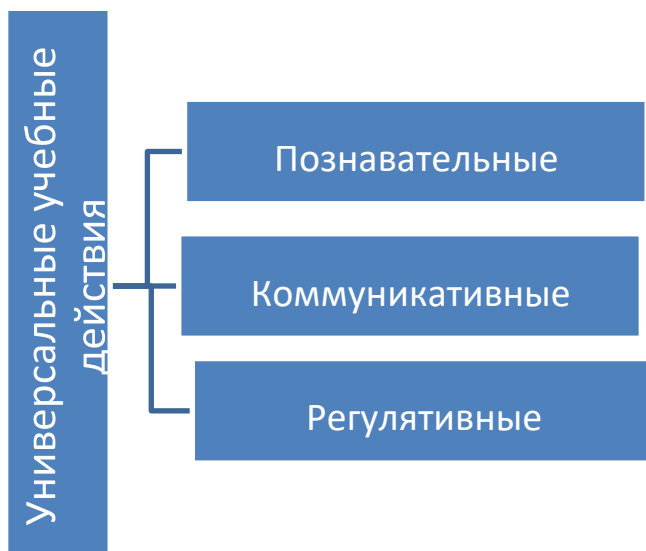 Универсальные учебные
действия
Познавательные
Коммуникативные
Регулятивные